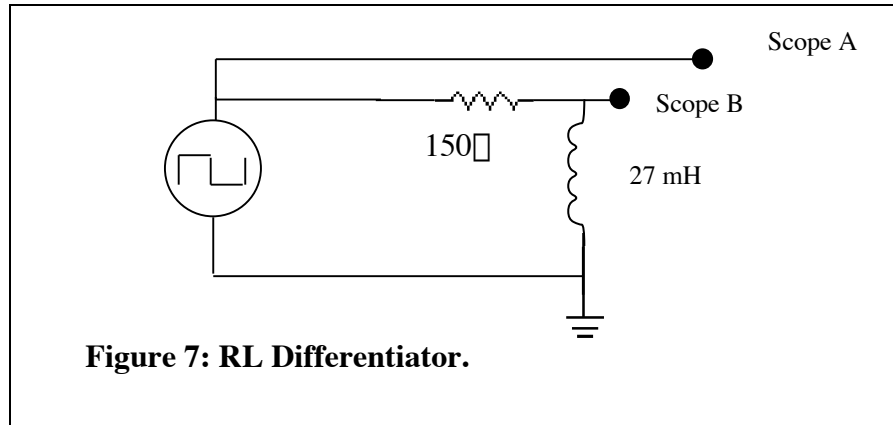 Scope A
Scope B
150▯
27 mH
Figure 7: RL Differentiator.